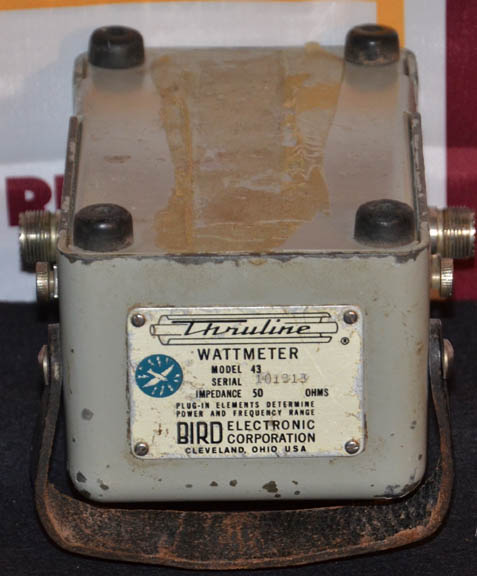 Thruline
®
WATTMETER
MODEL 43
SERIAL 101913
IMPEDANCE 50 OHMS
PLUG-IN ELEMENTS DETERMINE
POWER AND FREQUENCY RANGE
BIRD ELECTRONIC
CORPORATION
CLEVELAND, OHIO USA